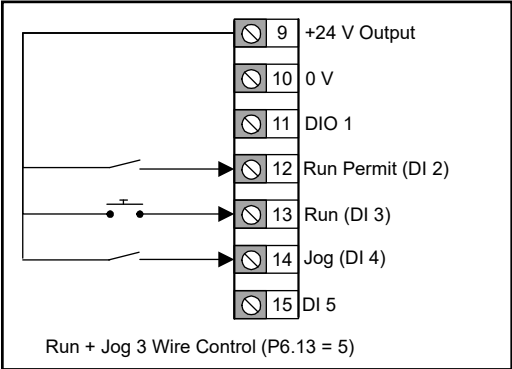 9 +24 V Output
10 0 V
11 DIO 1
12 Run Permit (DI 2)
13 Run (DI 3)
14 Jog (DI 4)
15 DI 5
Run + Jog 3 Wire Control (P6.13 = 5)